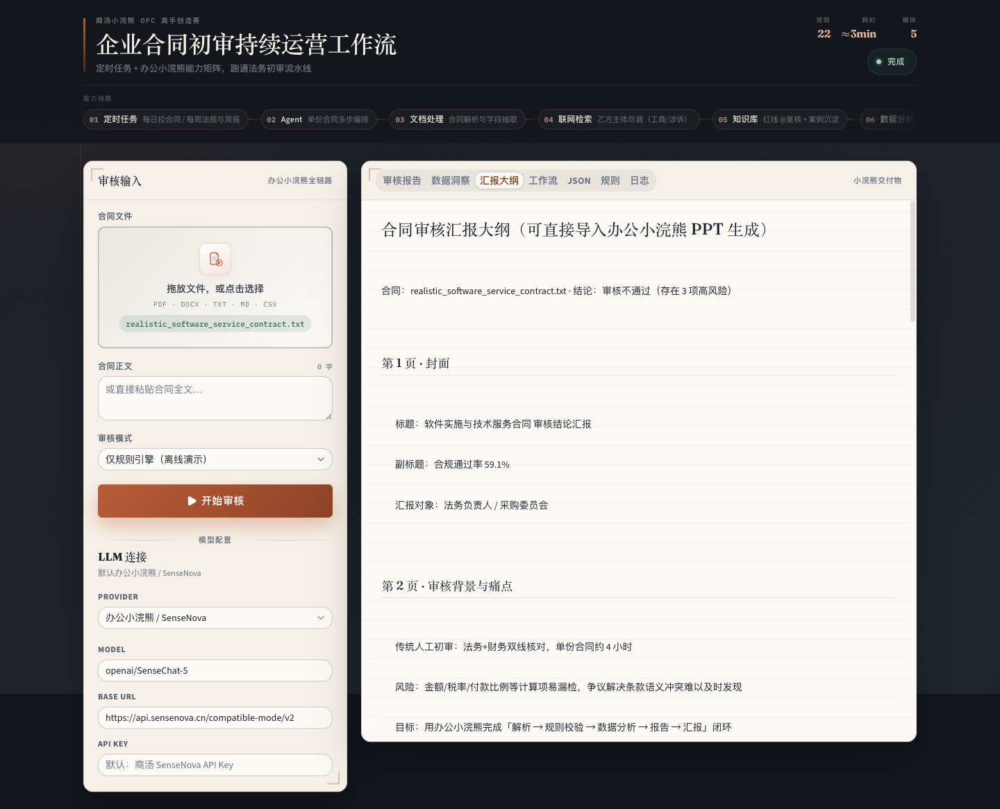 商汤小浣熊 OPC 高手创造赛
企业合同初审持续运营工作流
定时任务 + 办公小浣熊能力矩阵，跑通法务初审流水线
规则 耗时 模块
22 ≈3min 5
完成
能力链路
01 定时任务 每日拉合同 / 每周法规与周报
02 Agent 单份合同多步编排
03 文档处理 合同解析与字段抽取
04 联网检索 乙方主体尽调（工商/涉诉）
05 知识库 红线 @复核 + 案例沉淀
06 数据分析
审核输入 办公小浣熊全链路
合同文件
拖放文件，或点击选择
PDF · DOCX · TXT · MD · CSV
realistic_software_service_contract.txt
合同正文 0 字
或直接粘贴合同全文…
审核模式
仅规则引擎（离线演示）
开始审核
模型配置
LLM 连接
默认办公小浣熊 / SenseNova
PROVIDER
办公小浣熊 / SenseNova
MODEL
openai/SenseChat-5
BASE URL
https://api.sensenova.cn/compatible-mode/v2
API KEY
默认：商汤 SenseNova API Key
审核报告 数据洞察 汇报大纲 工作流 JSON 规则 日志 小浣熊交付物
合同审核汇报大纲（可直接导入办公小浣熊 PPT 生成）
合同：realistic_software_service_contract.txt · 结论：审核不通过（存在 3 项高风险）
第 1 页 · 封面
标题：软件实施与技术服务合同 审核结论汇报
副标题：合规通过率 59.1%
汇报对象：法务负责人 / 采购委员会
第 2 页 · 审核背景与痛点
传统人工初审：法务+财务双线核对，单份合同约 4 小时
风险：金额/税率/付款比例等计算项易漏检，争议解决条款语义冲突难以及时发现
目标：用办公小浣熊完成「解析 → 规则校验 → 数据分析 → 报告 → 汇报」闭环